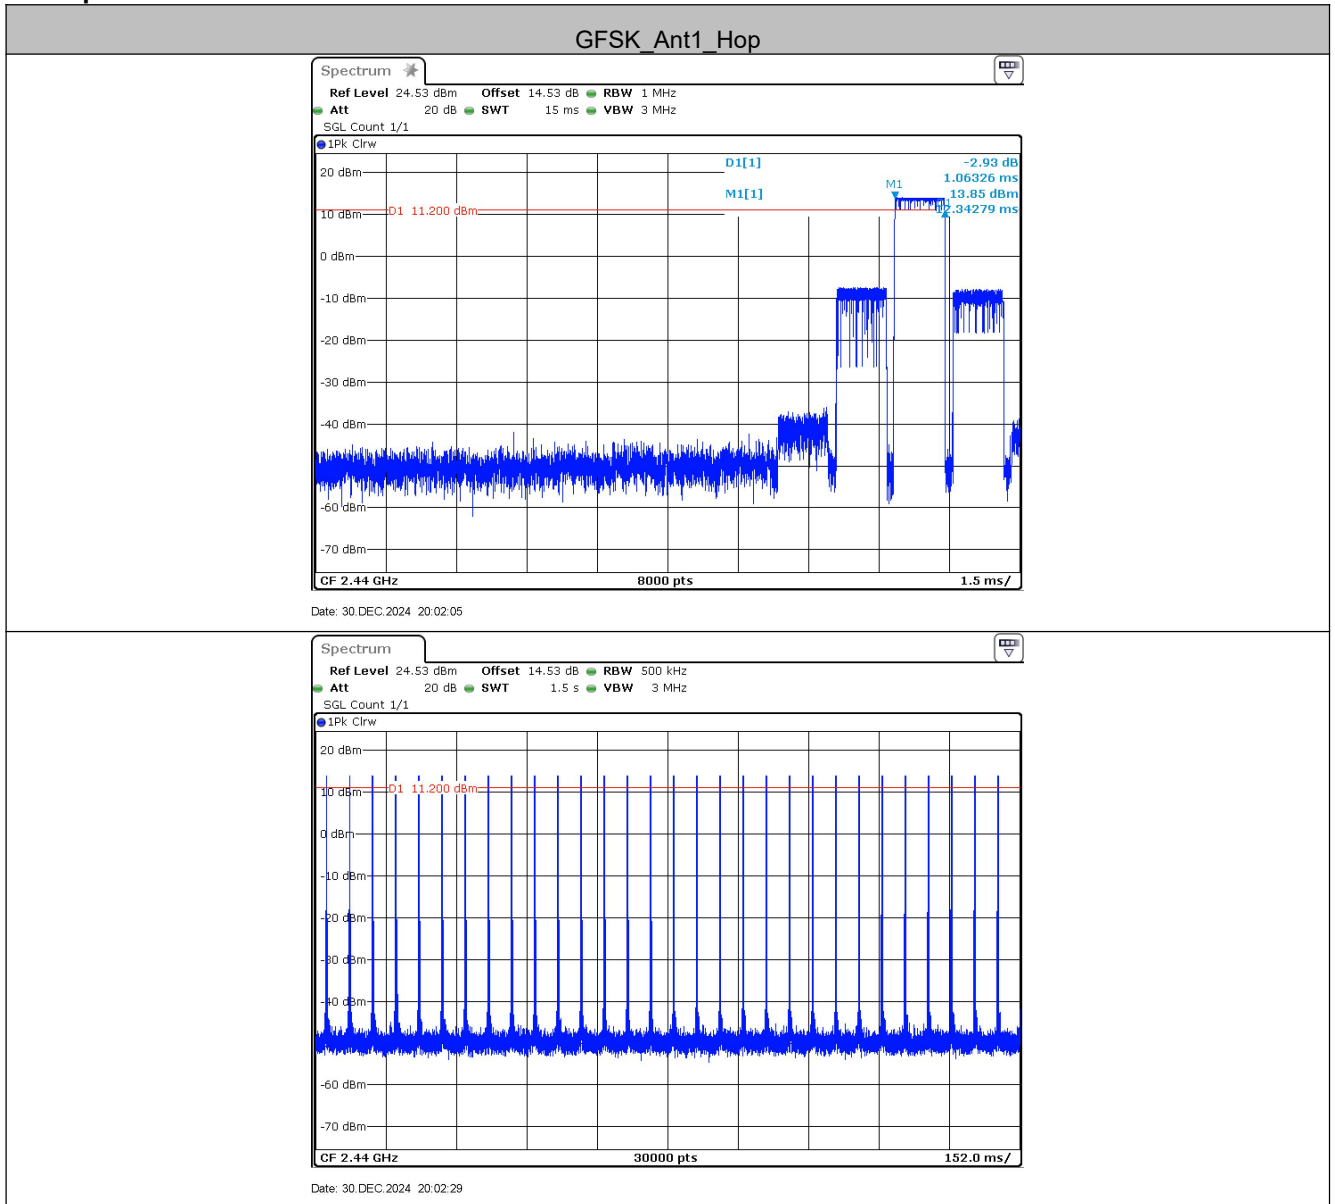 GFSK_Ant1_Hop
Spectrum
Ref Level 24.53 dBm Offset 14.53 dB RBW 1 MHz
Att 20 dB SWT 15 ms VBW 3 MHz
SGL Count 1/1
1Pk Clrw
D1[1] -2.93 dB
1.06326 ms
M1[1] 13.85 dBm
12.34279 ms
M1
20 dBm
10 dBm
D1 11.200 dBm
0 dBm
-10 dBm
-20 dBm
-30 dBm
-40 dBm
-60 dBm
-70 dBm
CF 2.44 GHz 8000 pts 1.5 ms/
Date: 30.DEC.2024 20:02:05
Spectrum
Ref Level 24.53 dBm Offset 14.53 dB RBW 500 kHz
Att 20 dB SWT 1.5 s VBW 3 MHz
SGL Count 1/1
1Pk Clrw
20 dBm
10 dBm
D1 11.200 dBm
0 dBm
-10 dBm
-20 dBm
-30 dBm
-40 dBm
-60 dBm
-70 dBm
CF 2.44 GHz 30000 pts 152.0 ms/
Date: 30.DEC.2024 20:02:29